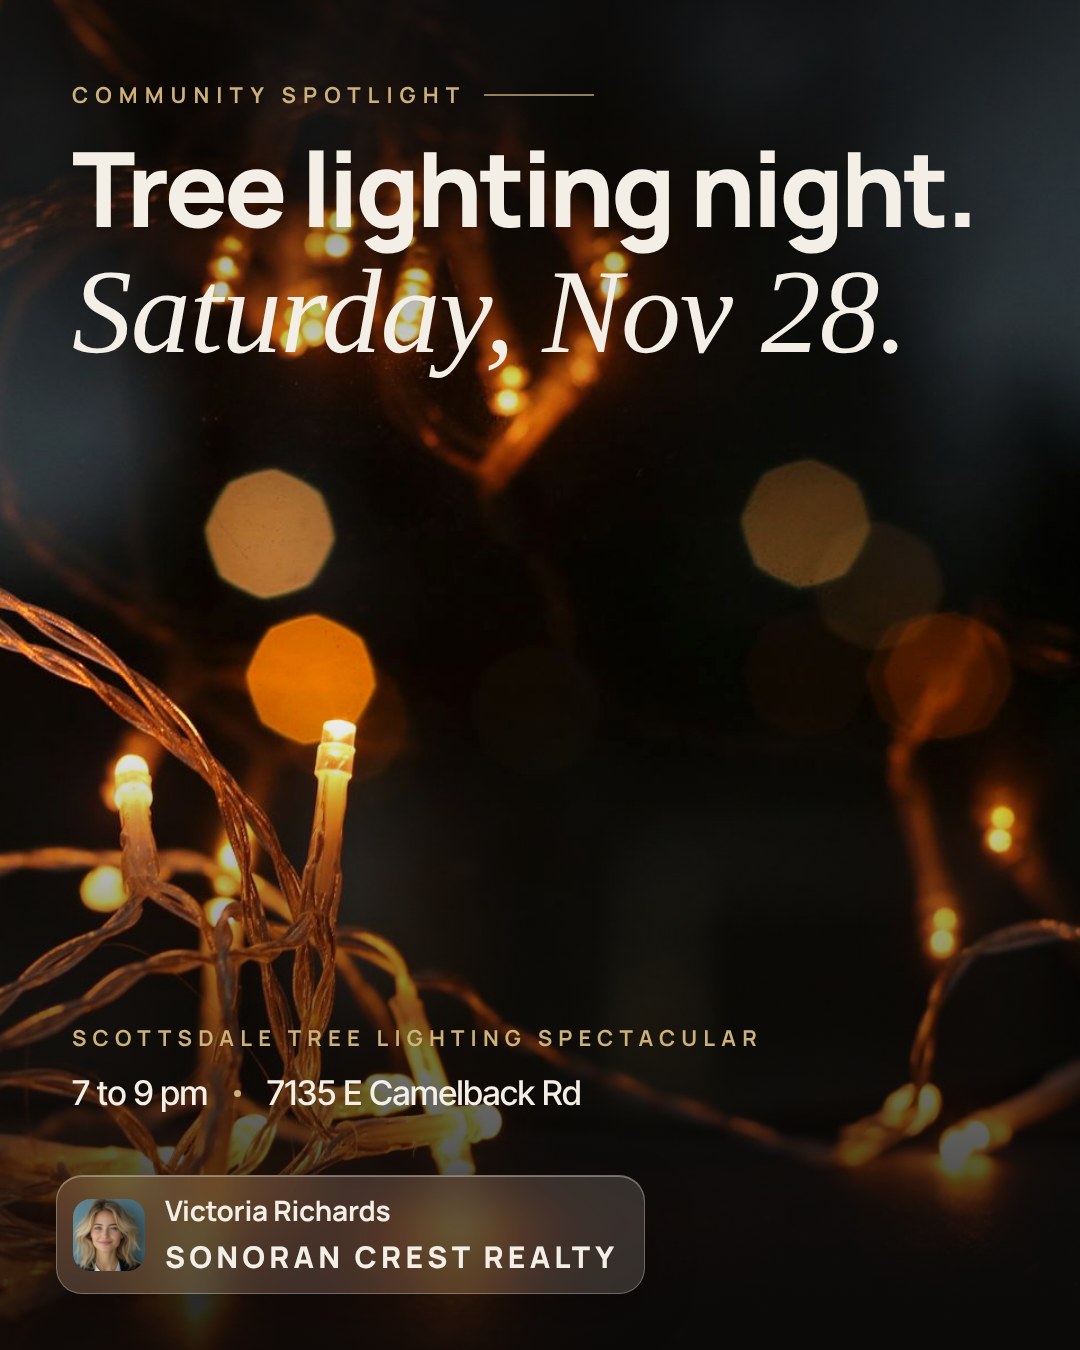 COMMUNITY SPOTLIGHT
Tree lighting night.
Saturday, Nov 28.
SCOTTSDALE TREE LIGHTING SPECTACULAR
7 to 9 pm • 7135 E Camelback Rd
Victoria Richards
SONORAN CREST REALTY